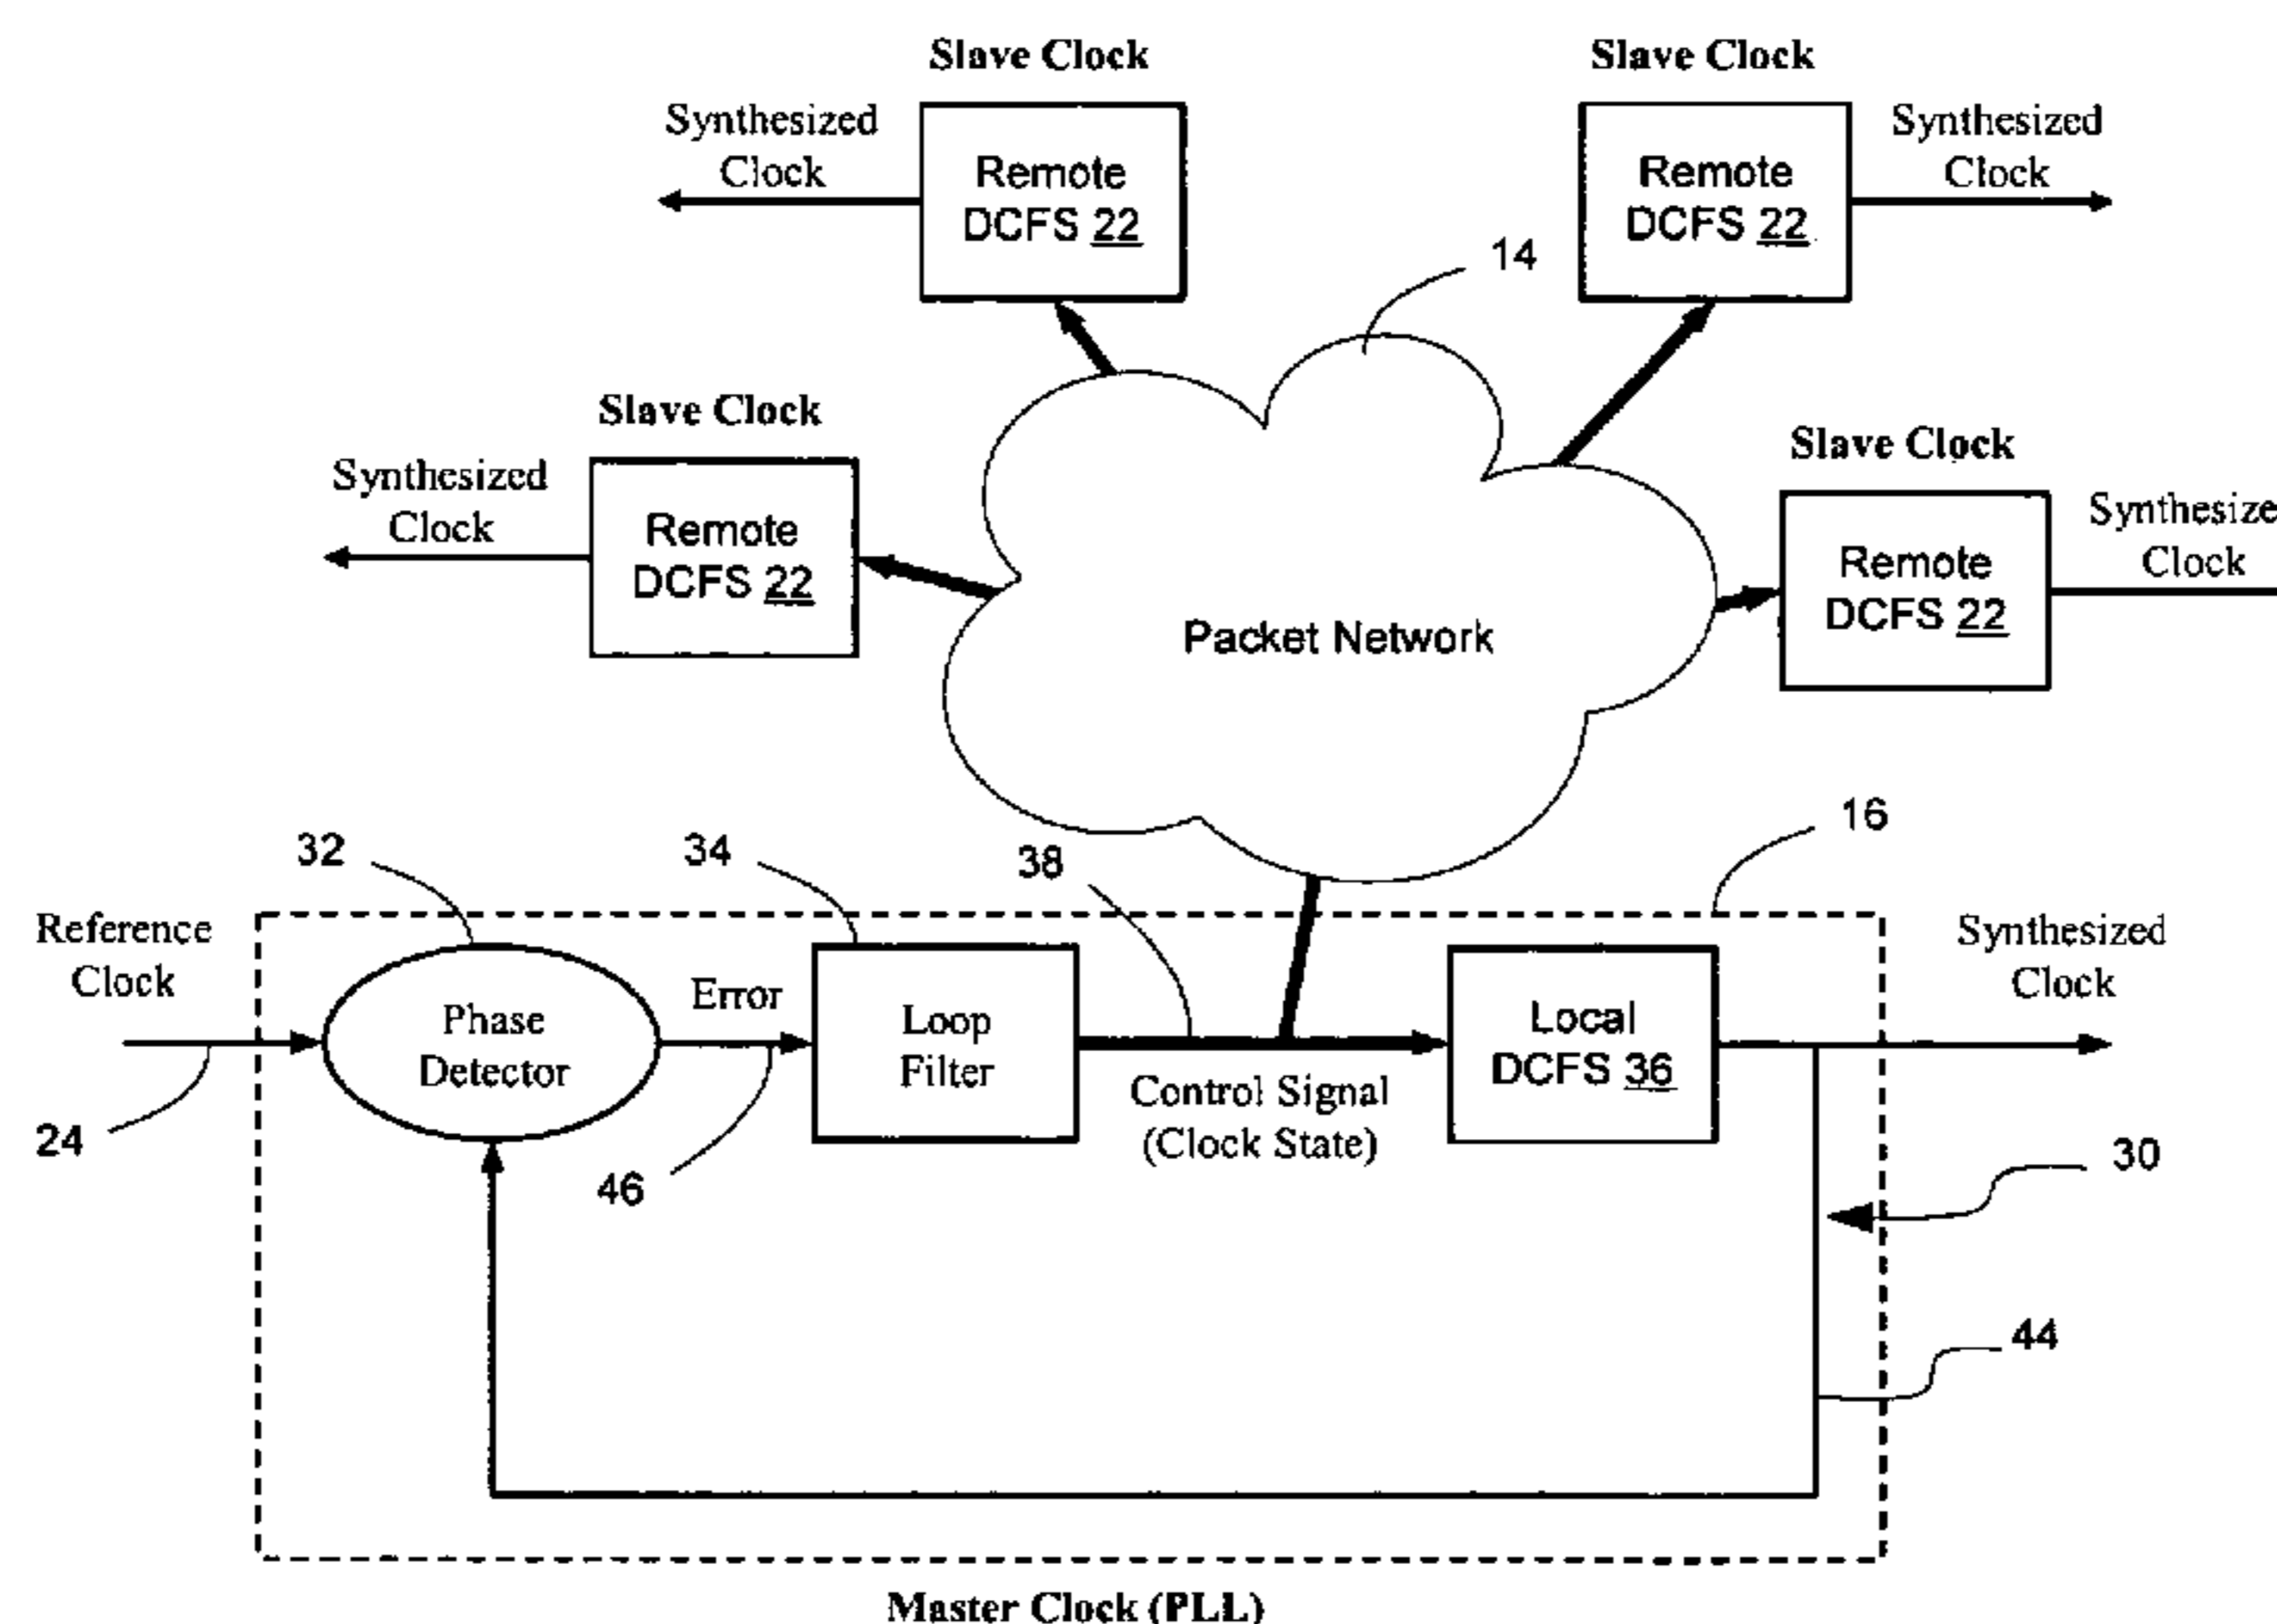 Slave Clock
Slave Clock
Synthesized
Clock
Remote
DCFS 22
Remote
DCFS 22
Synthesized
Clock
14
Slave Clock
Slave Clock
Synthesized
Clock
Remote
DCFS 22
Packet Network
Remote
DCFS 22
Synthesize
Clock
32
34
38
16
Reference
Clock
Phase
Detector
Error
Loop
Filter
Control Signal
(Clock State)
Local
DCFS 36
Synthesized
Clock
24
46
30
44
Master Clock (PLL)